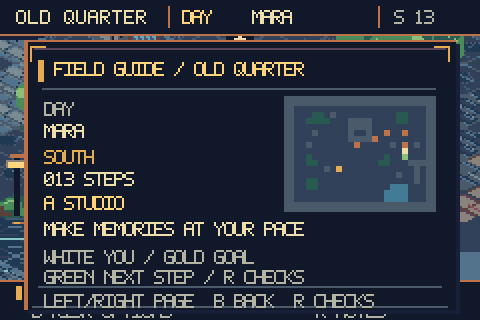 OLD QUARTER DAY MARA S 13
FIELD GUIDE / OLD QUARTER
DAY
MARA
SOUTH
013 STEPS
A STUDIO
MAKE MEMORIES AT YOUR PACE
WHITE YOU / GOLD GOAL
GREEN NEXT STEP / R CHECKS
LEFT/RIGHT PAGE B BACK R CHECKS